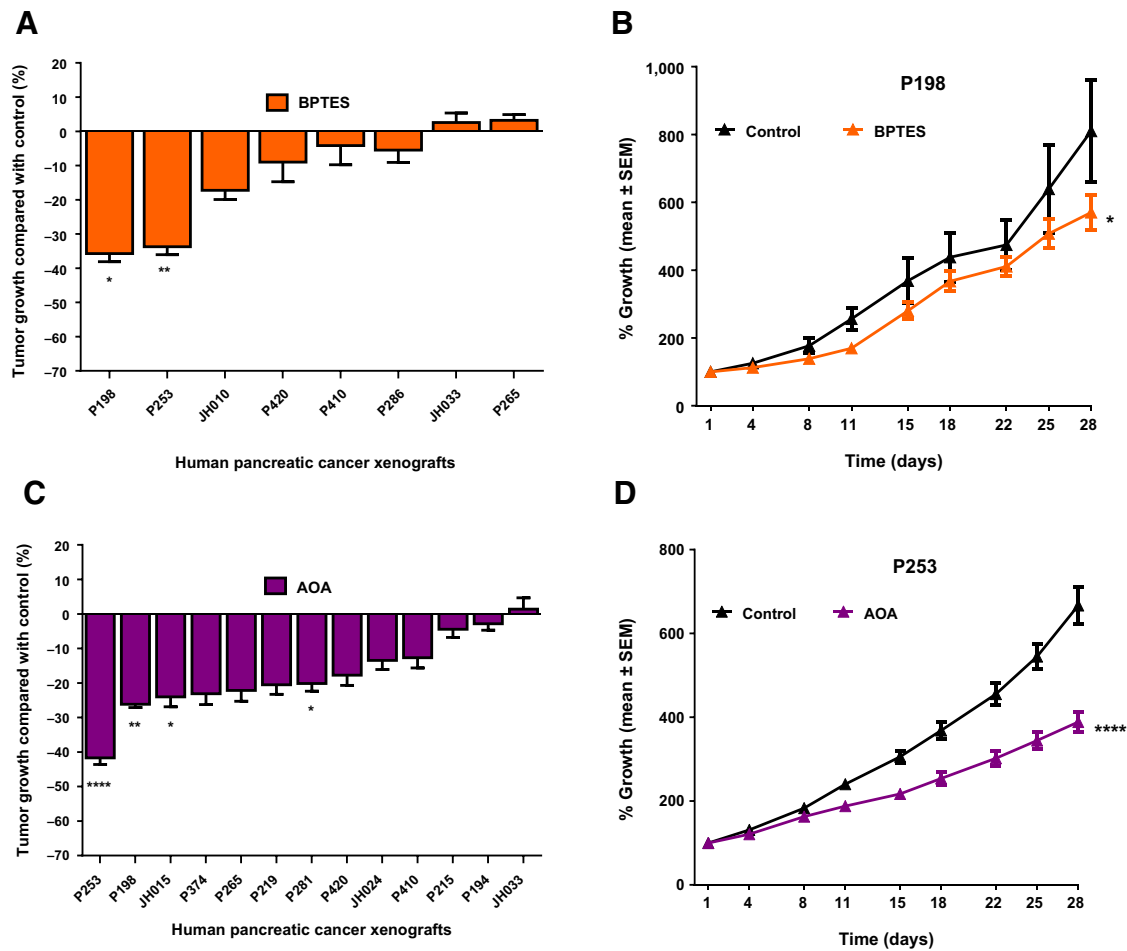 A
Tumor growth compared with control (%)
20
10
0
–10
–20
–30
–40
–50
–60
–70
BPTES
*
**
P198
P253
JH010
P420
P410
P286
JH033
P265
Human pancreatic cancer xenografts
B
% Growth (mean ± SEM)
1,000
800
600
400
200
0
P198
Control
BPTES
*
1
4
8
11
15
18
22
25
28
Time (days)
C
Tumor growth compared with control (%)
20
10
0
–10
–20
–30
–40
–50
–60
–70
AOA
****
**
*
*
P253
P198
JH015
P374
P265
P219
P281
P420
JH024
P410
P215
P194
JH033
Human pancreatic cancer xenografts
D
% Growth (mean ± SEM)
800
600
400
200
0
P253
Control
AOA
****
1
4
8
11
15
18
22
25
28
Time (days)